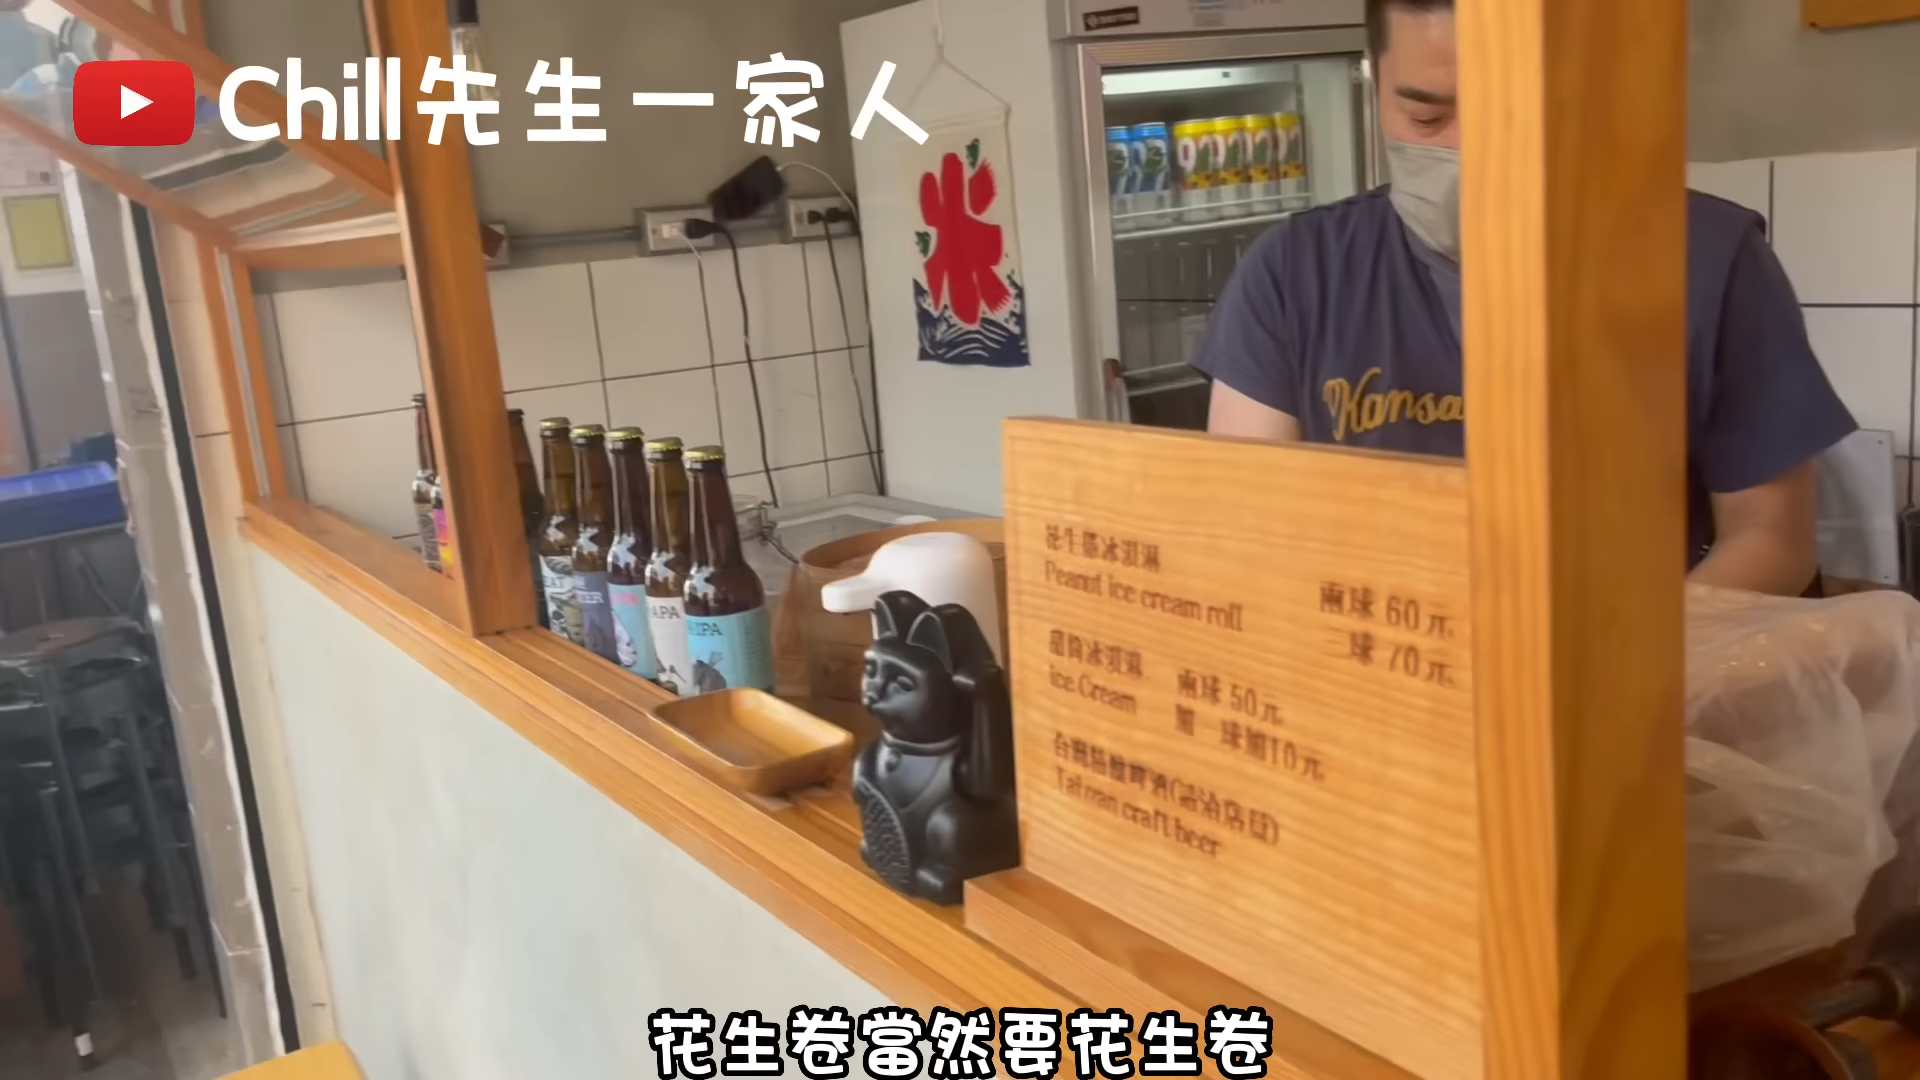 Chill先生一家人
氷
Kansa
APA
IPA
花生捲冰淇淋
Peanut ice cream roll
兩球 60元
三球 70元
甜筒冰淇淋
ice Cream
兩球 50元
加一球加10元
台灣精釀啤酒(請洽店員)
Taiwan craft beer
花生卷當然要花生卷